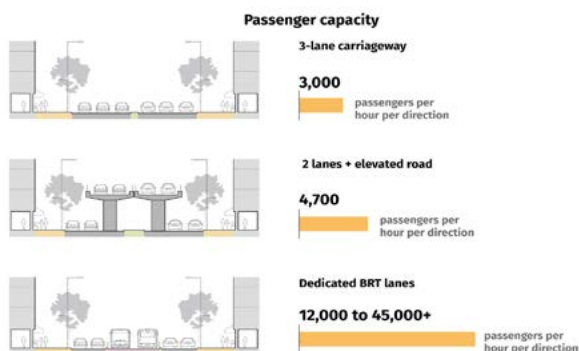 Passenger capacity
3-lane carriageway
3,000
passengers per
hour per direction
2 lanes + elevated road
4,700
passengers per
hour per direction
Dedicated BRT lanes
12,000 to 45,000+
passengers per
hour per direction